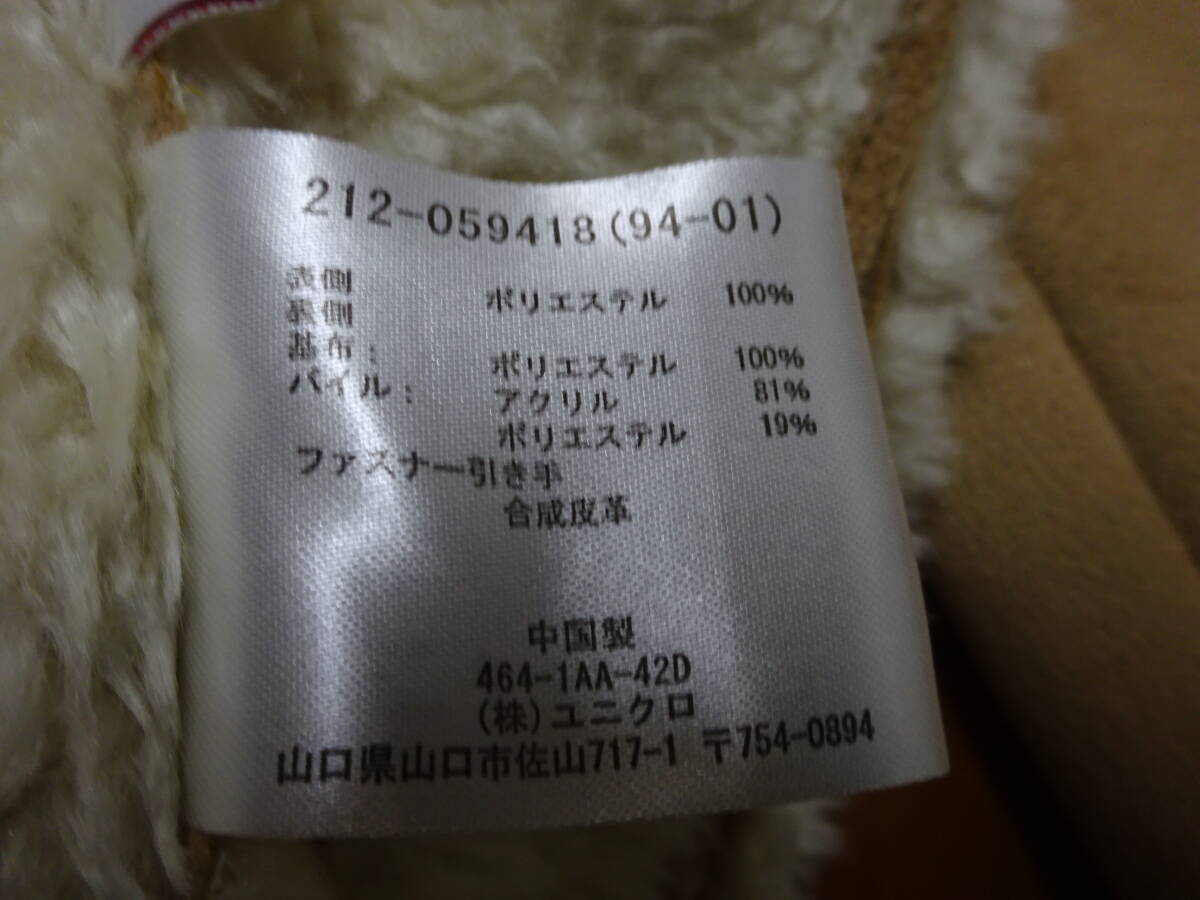 212-059418(94-01)
表側
ポリエステル 100%
裏側
基布:
ポリエステル 100%
パイル:
アクリル 81%
ポリエステル 19%
ファスナー引き手
合成皮革
中国製
464-1AA-42D
(株)ユニクロ
山口県山口市佐山717-1 〒754-0894